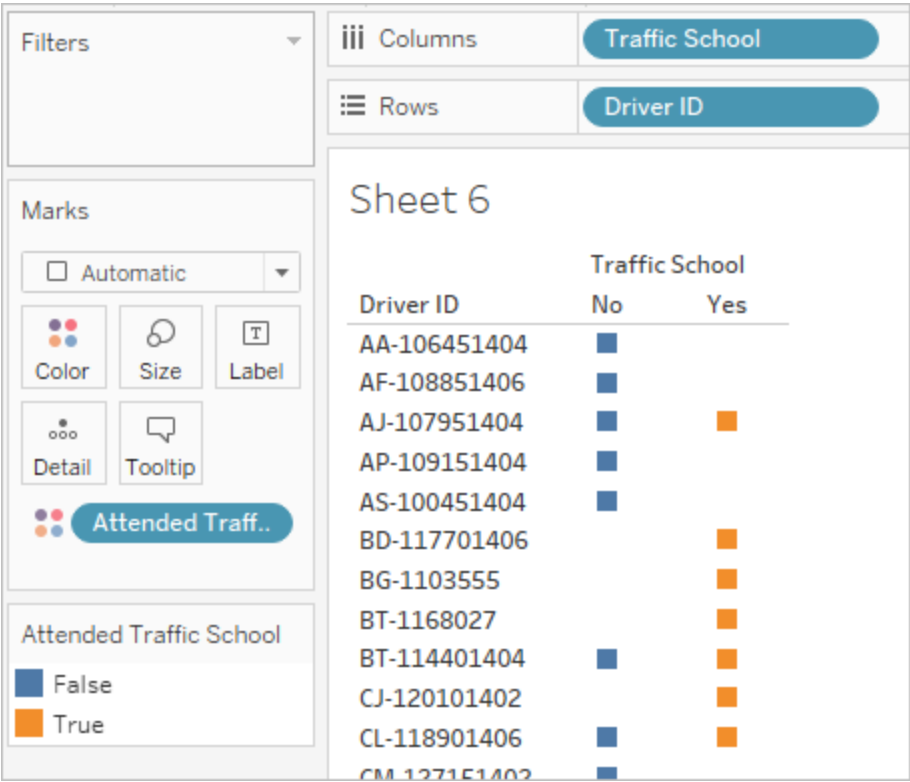 Filters
Columns
Traffic School
Rows
Driver ID
Marks
Automatic
Color
Size
T
Label
Detail
Tooltip
Attended Traff..
Attended Traffic School
False
True
Sheet 6
Traffic School
Driver ID No Yes
AA-106451404
AF-108851406
AJ-107951404
AP-109151404
AS-100451404
BD-117701406
BG-1103555
BT-1168027
BT-114401404
CJ-120101402
CL-118901406
CM-127151402